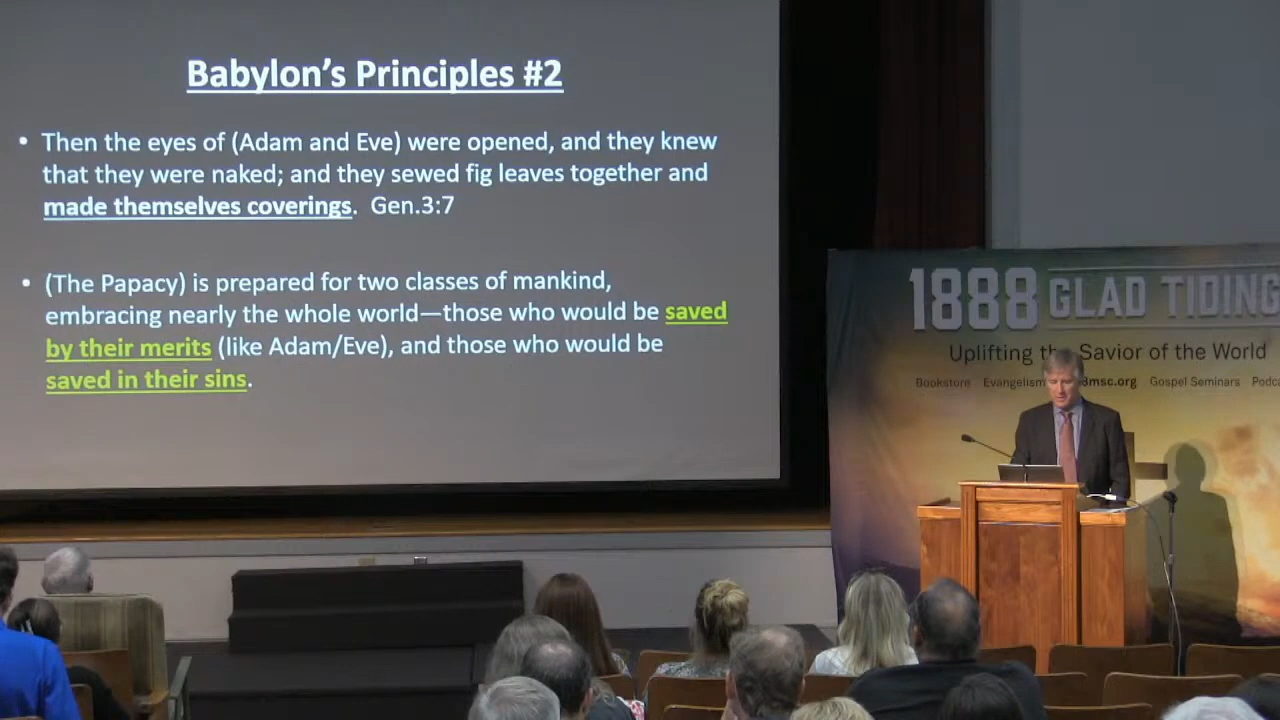 Babylon's Principles #2
• Then the eyes of (Adam and Eve) were opened, and they knew
that they were naked; and they sewed fig leaves together and
made themselves coverings.  Gen.3:7
• (The Papacy) is prepared for two classes of mankind,
embracing nearly the whole world—those who would be saved
by their merits (like Adam/Eve), and those who would be
saved in their sins.
1888 GLAD TIDING
Uplifting the Savior of the World
Bookstore Evangelism msc.org Gospel Seminars Podc